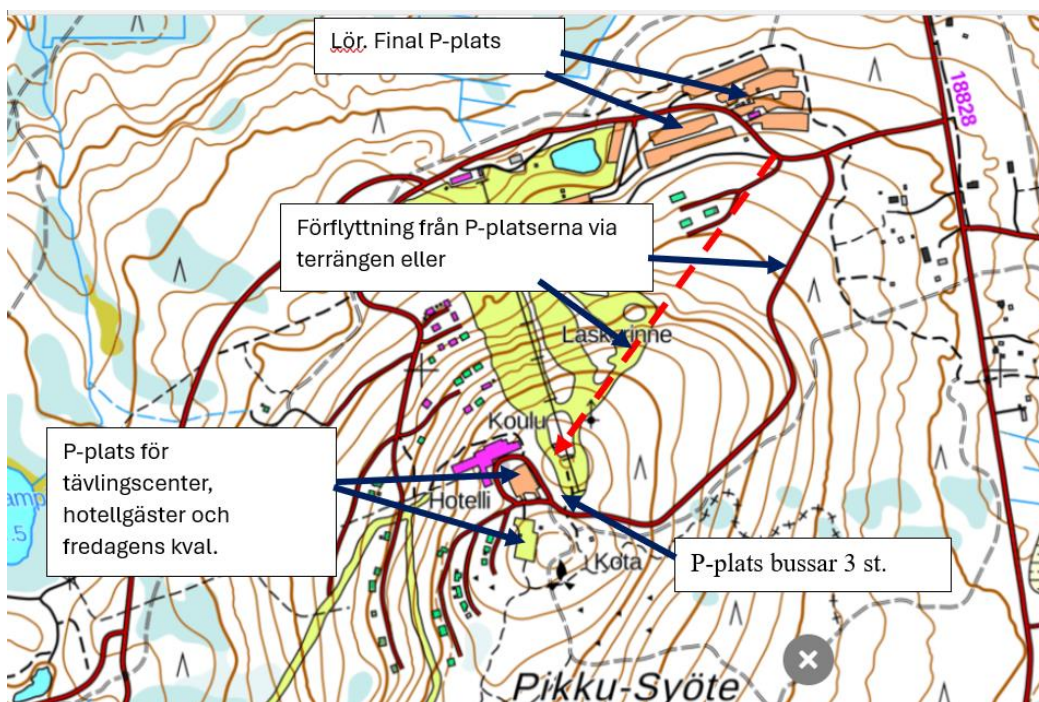 Lör. Final P-plats
18828
Förflyttning från P-platserna via
terrängen eller
Koulu
P-plats för
tävlingscenter,
hotellgäster och
fredagens kval.
Hotelli
.5
Kota
P-plats bussar 3 st.
Pikku-Syöte